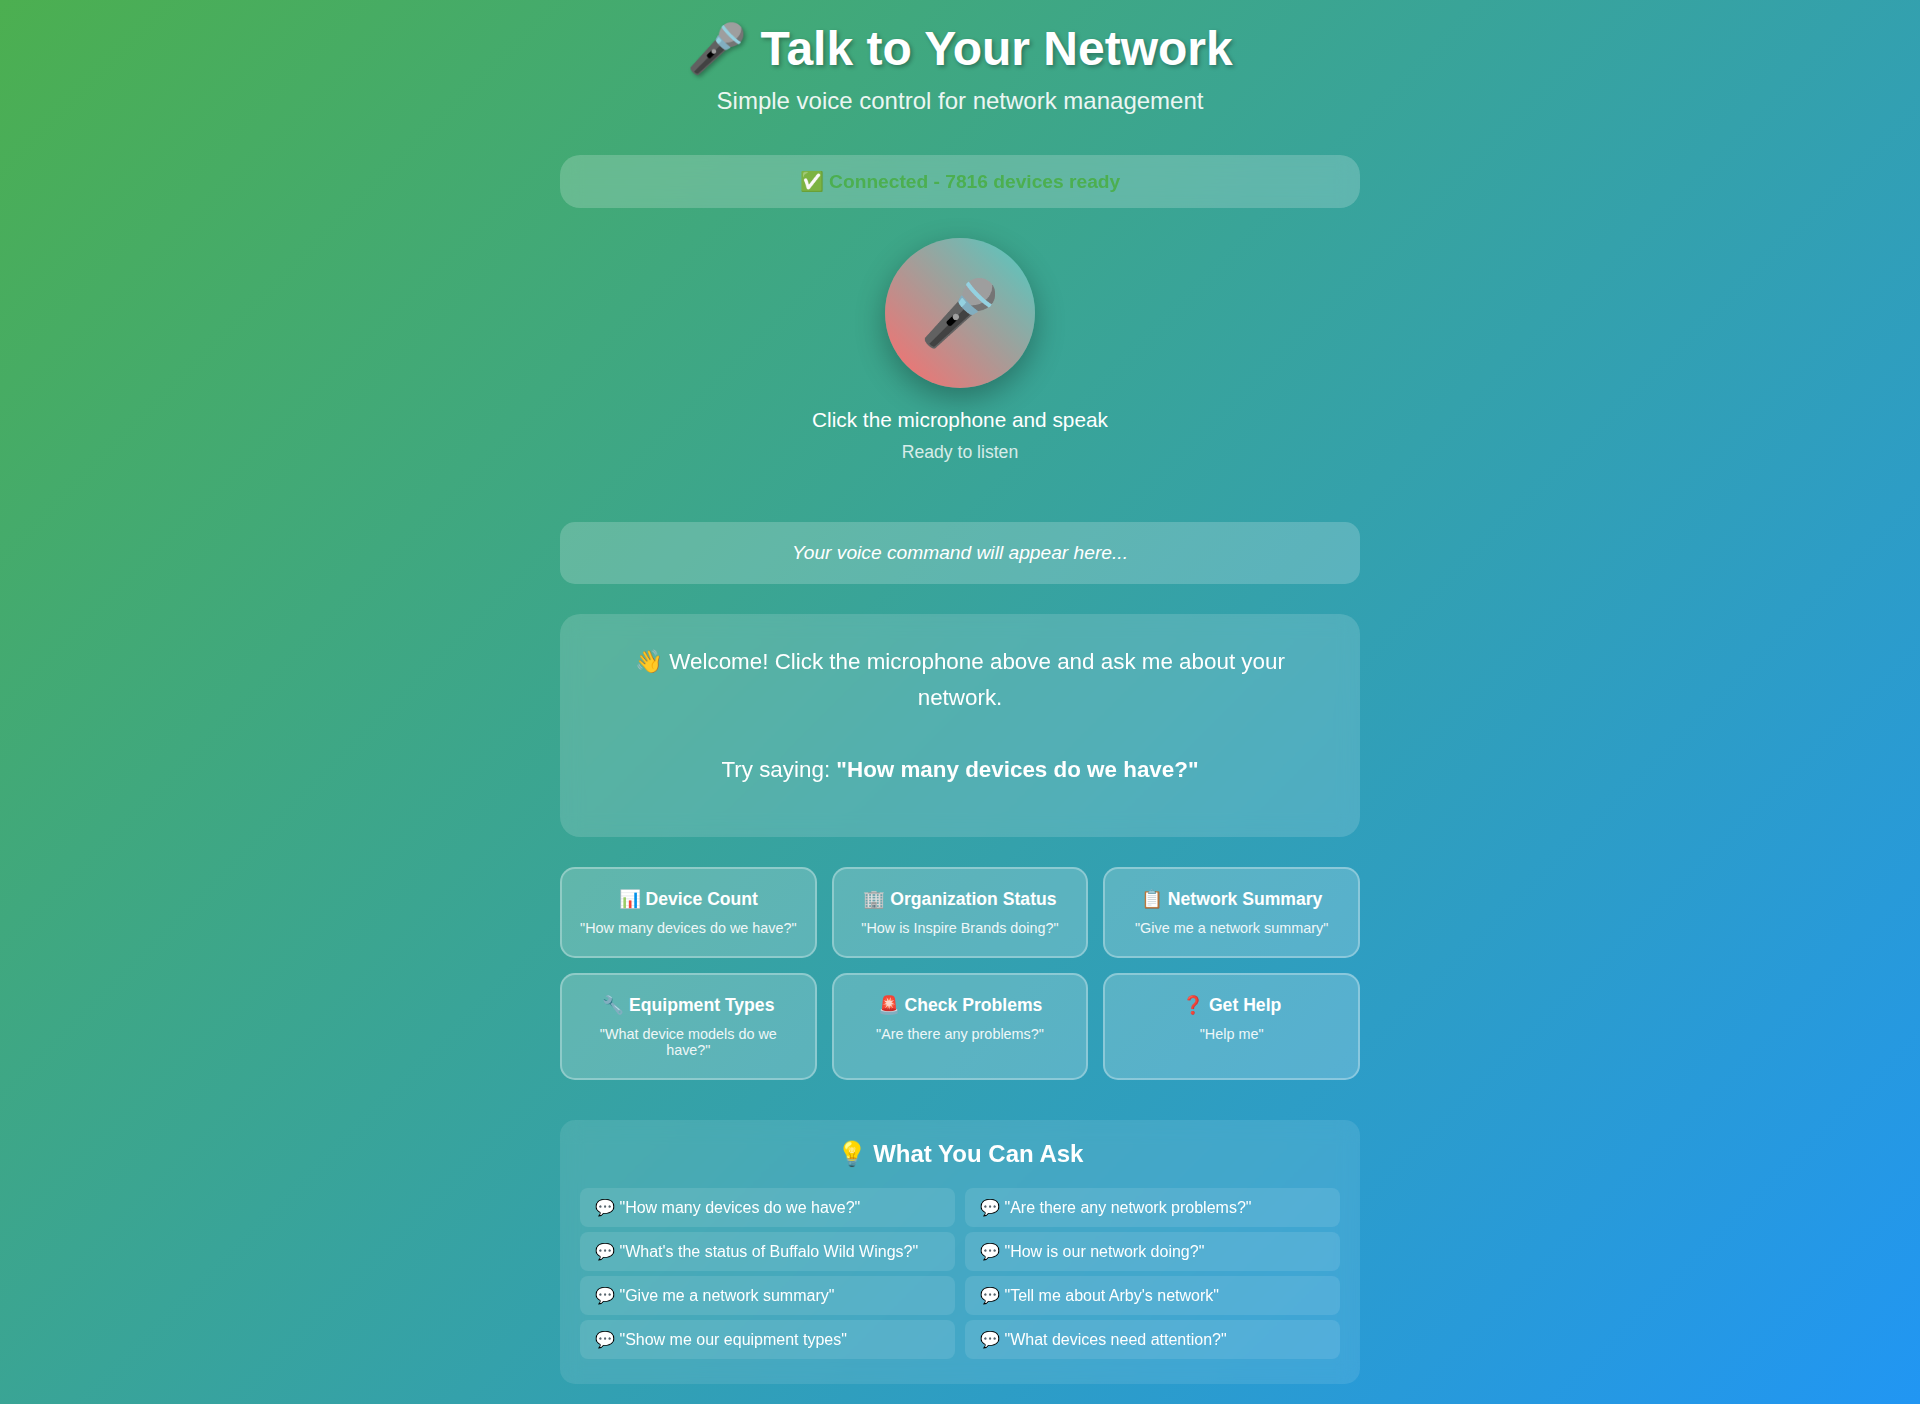 🎤 Talk to Your Network
Simple voice control for network management
✅ Connected - 7816 devices ready
Click the microphone and speak
Ready to listen
Your voice command will appear here...
👋 Welcome! Click the microphone above and ask me about your
network.
Try saying: "How many devices do we have?"
📊 Device Count
"How many devices do we have?"
🏢 Organization Status
"How is Inspire Brands doing?"
📋 Network Summary
"Give me a network summary"
🔧 Equipment Types
"What device models do we
have?"
🚨 Check Problems
"Are there any problems?"
❓ Get Help
"Help me"
💡 What You Can Ask
💬 "How many devices do we have?"
💬 "Are there any network problems?"
💬 "What's the status of Buffalo Wild Wings?"
💬 "How is our network doing?"
💬 "Give me a network summary"
💬 "Tell me about Arby's network"
💬 "Show me our equipment types"
💬 "What devices need attention?"